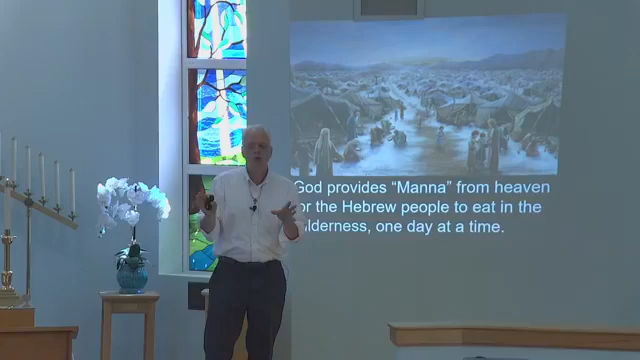 God provides “Manna” from heaven
or the Hebrew people to eat in the
ilderness, one day at a time.